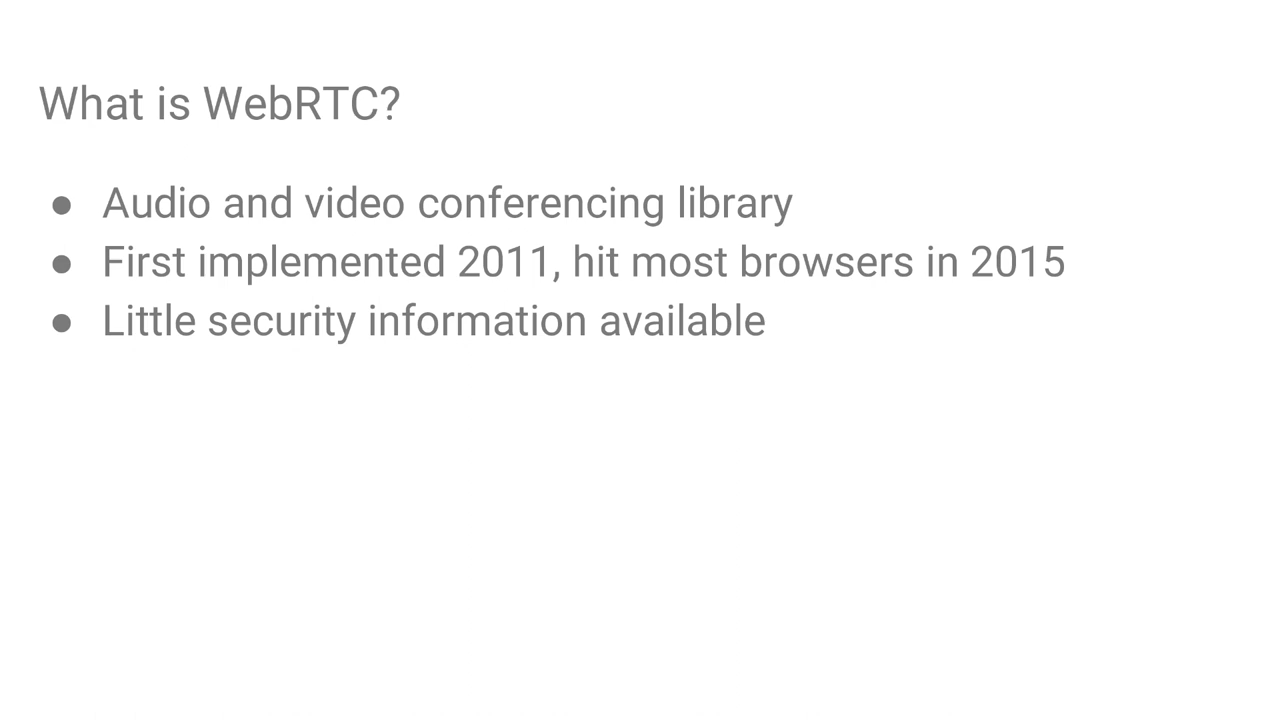 What is WebRTC?
● Audio and video conferencing library
● First implemented 2011, hit most browsers in 2015
● Little security information available